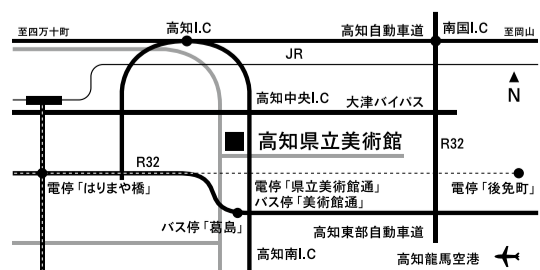 高知I.C
高知自動車道
南国I.C
至四万十町
至岡山
JR
N
高知中央I.C
大津バイパス
高知県立美術館
R32
R32
電停「はりまや橋」
電停「県立美術館通」
バス停「美術館通」
電停「後免町」
バス停「葛島」
高知東部自動車道
高知南I.C
高知龍馬空港